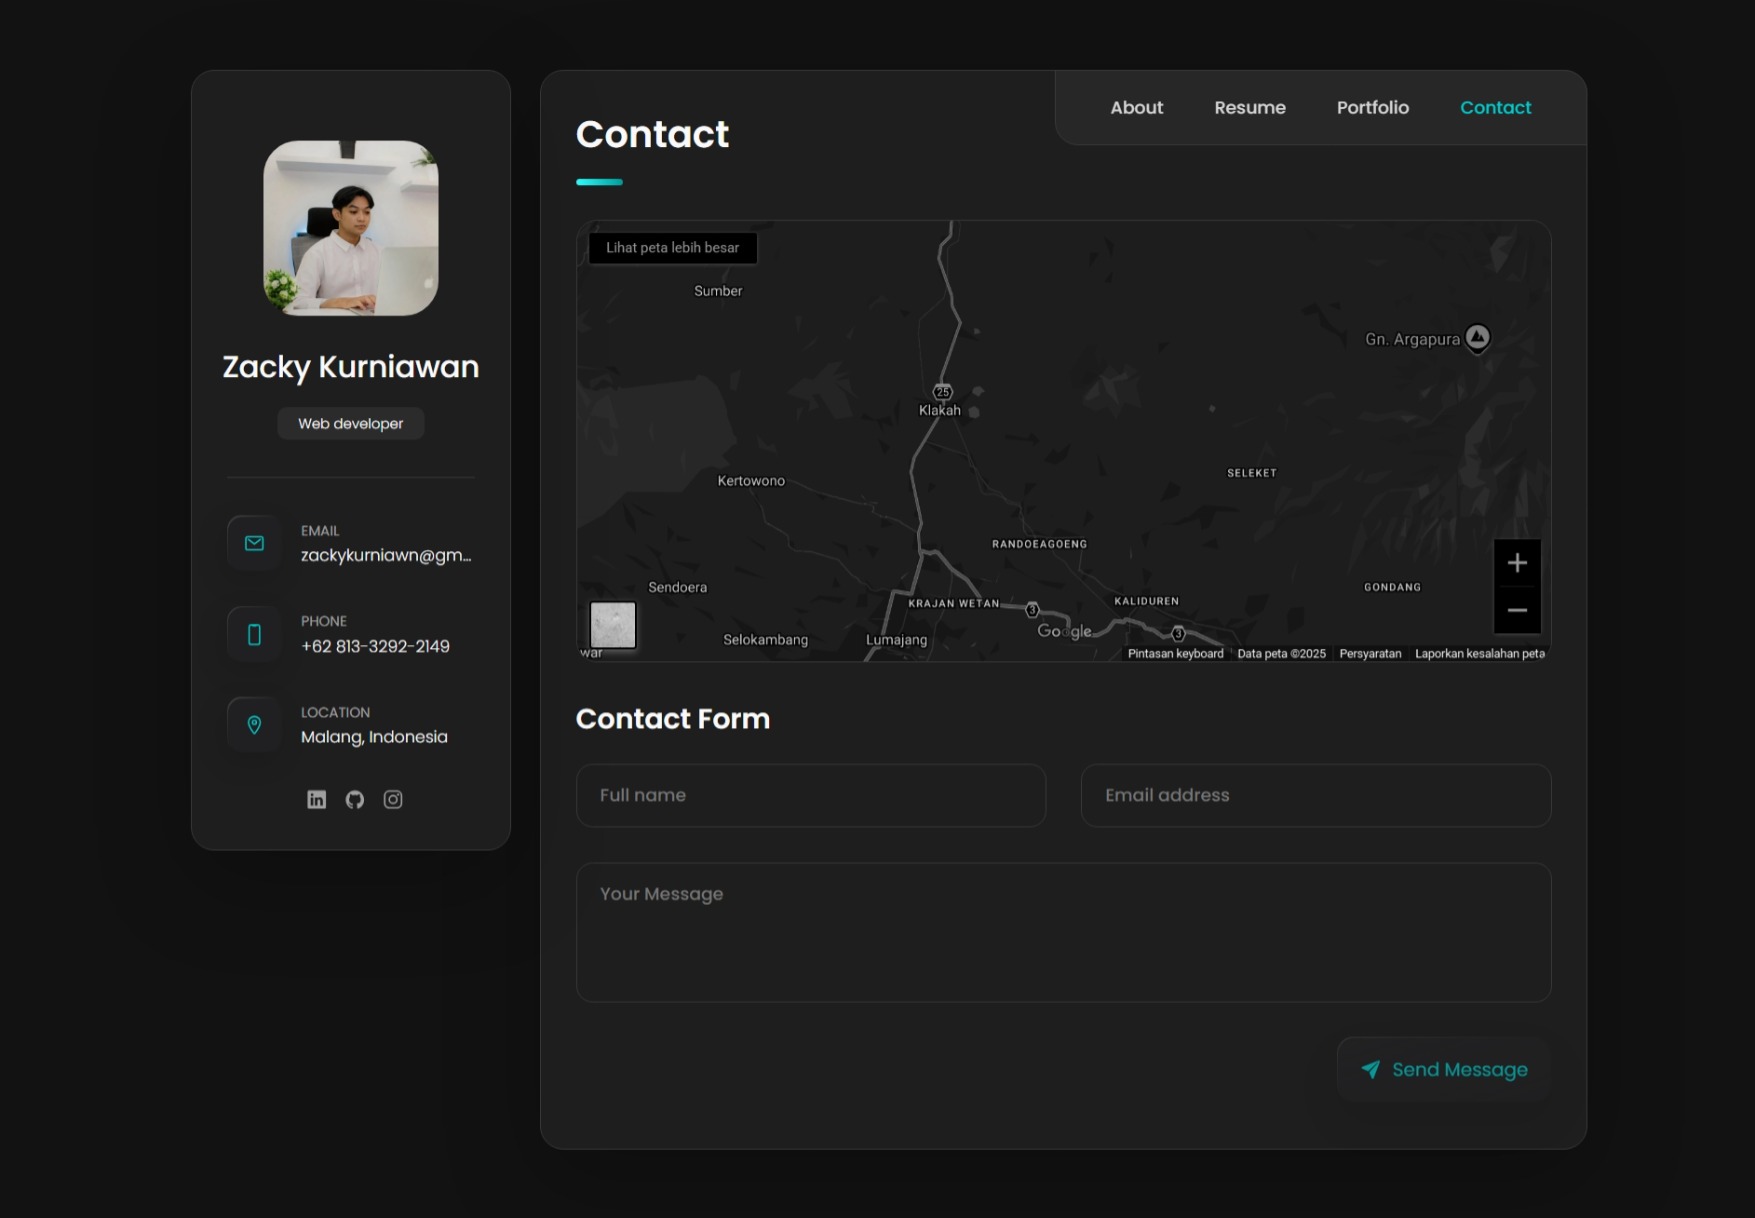 Zacky Kurniawan
Web developer
EMAIL
zackykurniawn@gm...
PHONE
+62 813-3292-2149
LOCATION
Malang, Indonesia
About Resume Portfolio Contact
Contact
Lihat peta lebih besar
Sumber
Gn. Argapura
25
Klakah
SELEKET
Kertowono
RANDOEAGOENG
Sendoera
GONDANG
KRAJAN WETAN
3
KALIDUREN
Google
3
Selokambang
Lumajang
war
Pintasan keyboard Data peta ©2025 Persyaratan Laporkan kesalahan peta
Contact Form
Full name
Email address
Your Message
Send Message